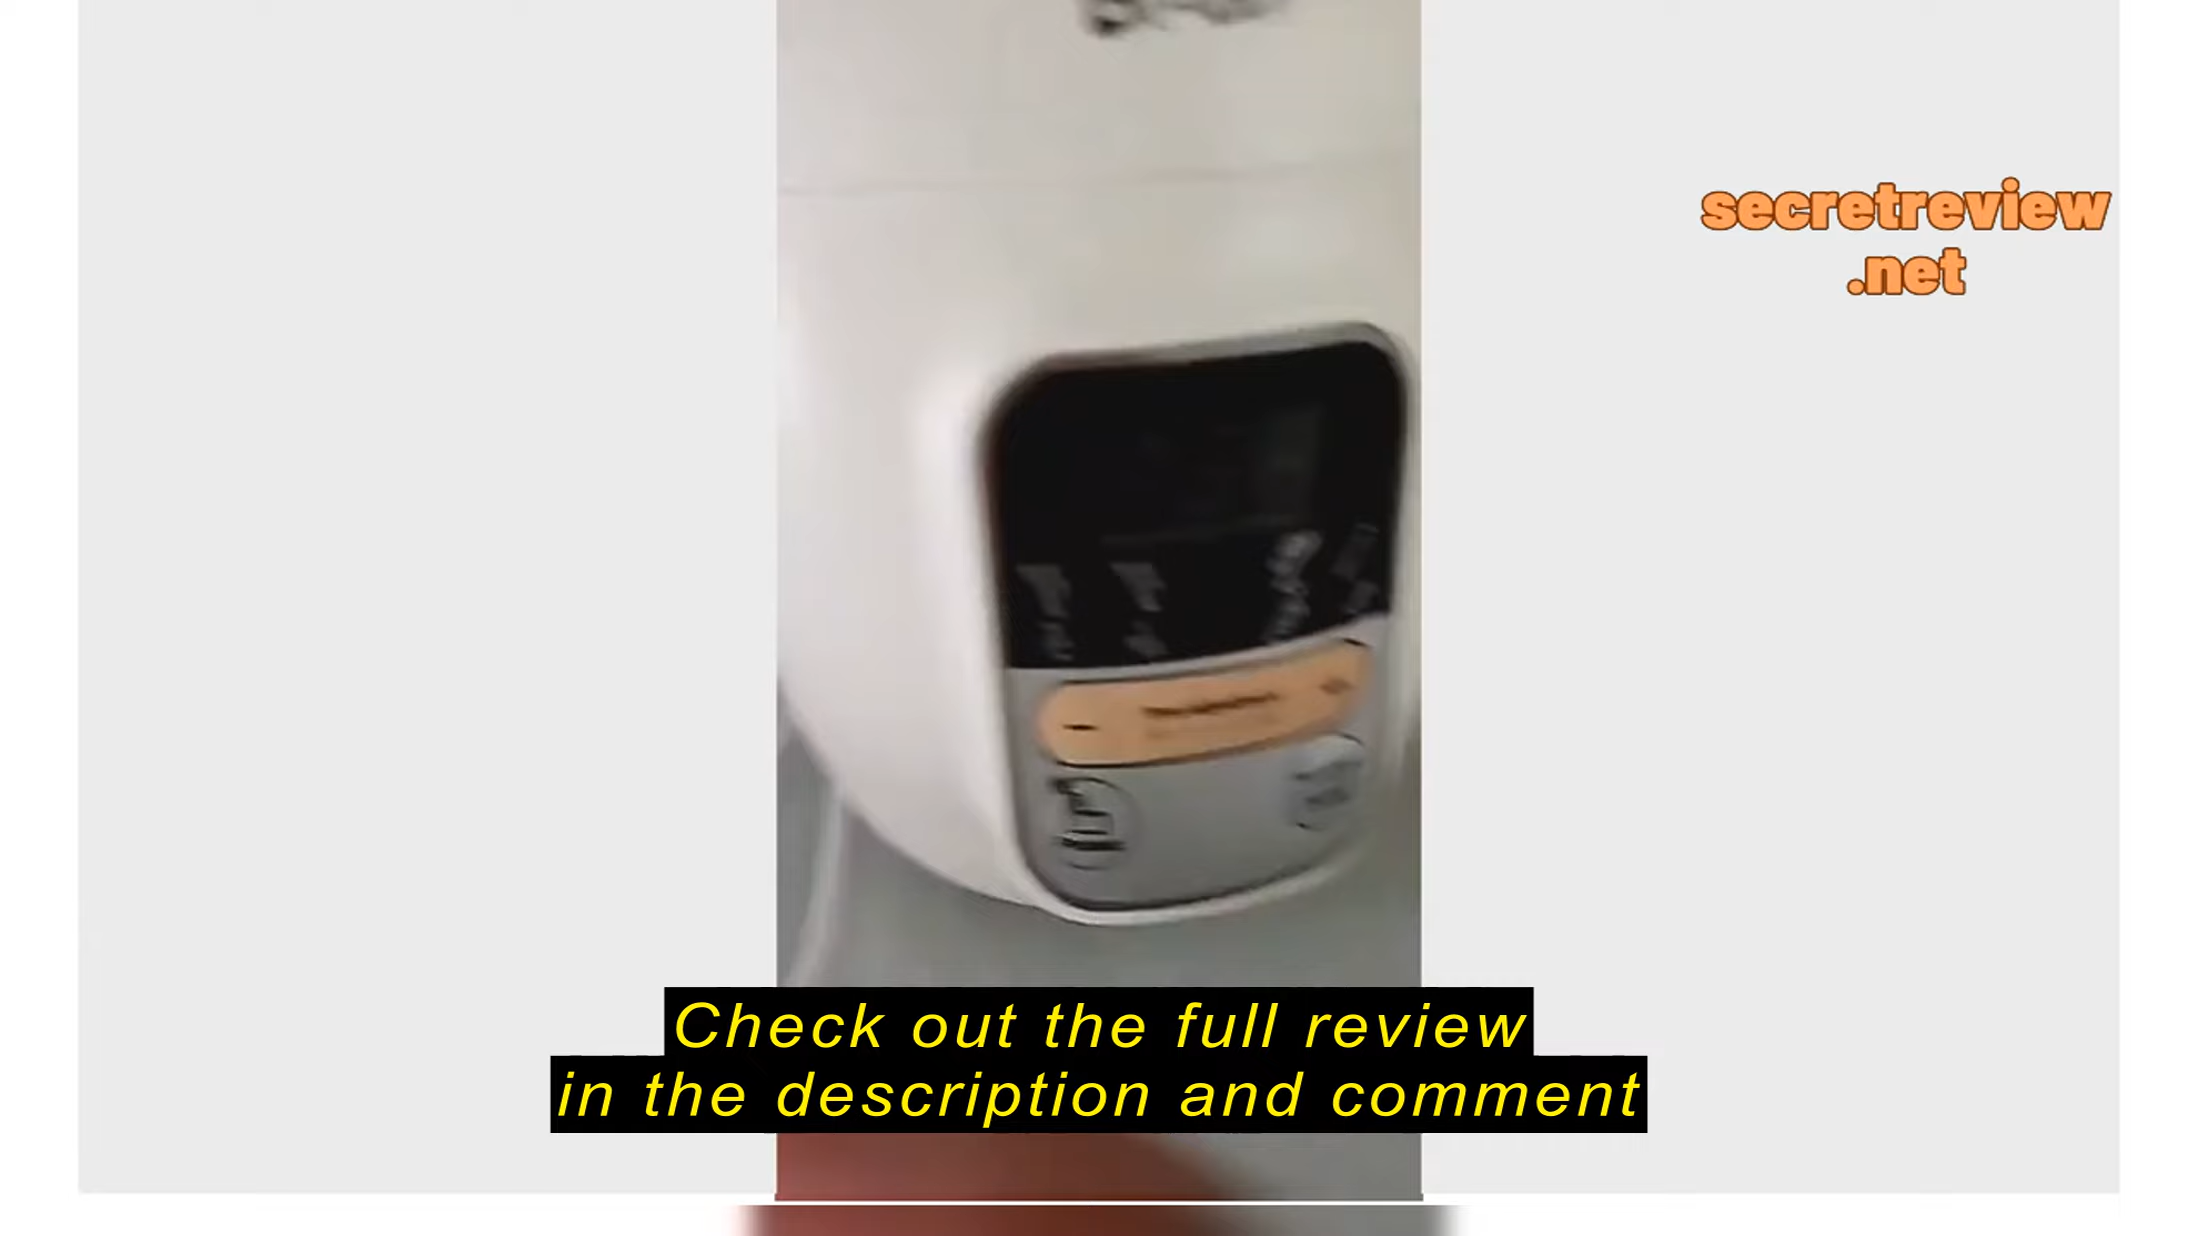 secretreview
.net
Check out the full review
in the description and comment